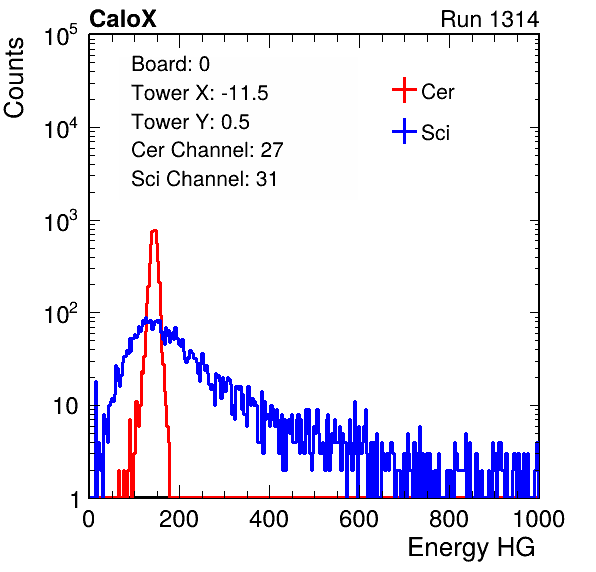 CaloX Run 1314
Counts
10^5
10^4
10^3
10^2
10
1
Board: 0
Tower X: -11.5
Tower Y: 0.5
Cer Channel: 27
Sci Channel: 31
Cer
Sci
0 200 400 600 800 1000
Energy HG